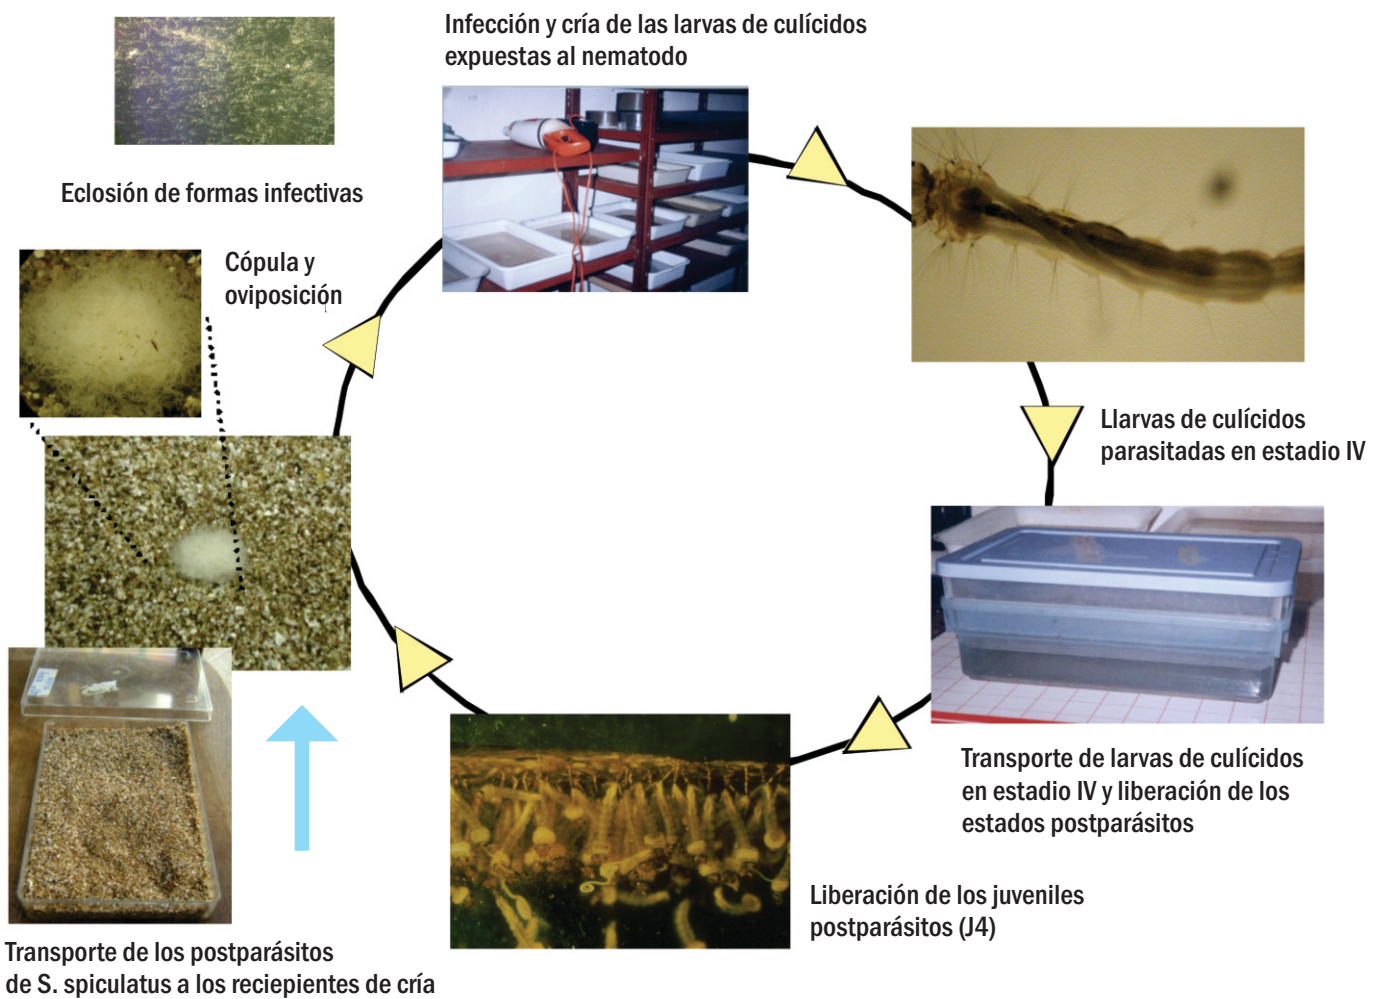 Infección y cría de las larvas de culícidos
expuestas al nematodo
Eclosión de formas infectivas
Cópula y
oviposición
Llarvas de culícidos
parasitadas en estadio IV
Transporte de larvas de culícidos
en estadio IV y liberación de los
estados postparásitos
Liberación de los juveniles
postparásitos (J4)
Transporte de los postparásitos
de S. spiculatus a los reciepientes de cría